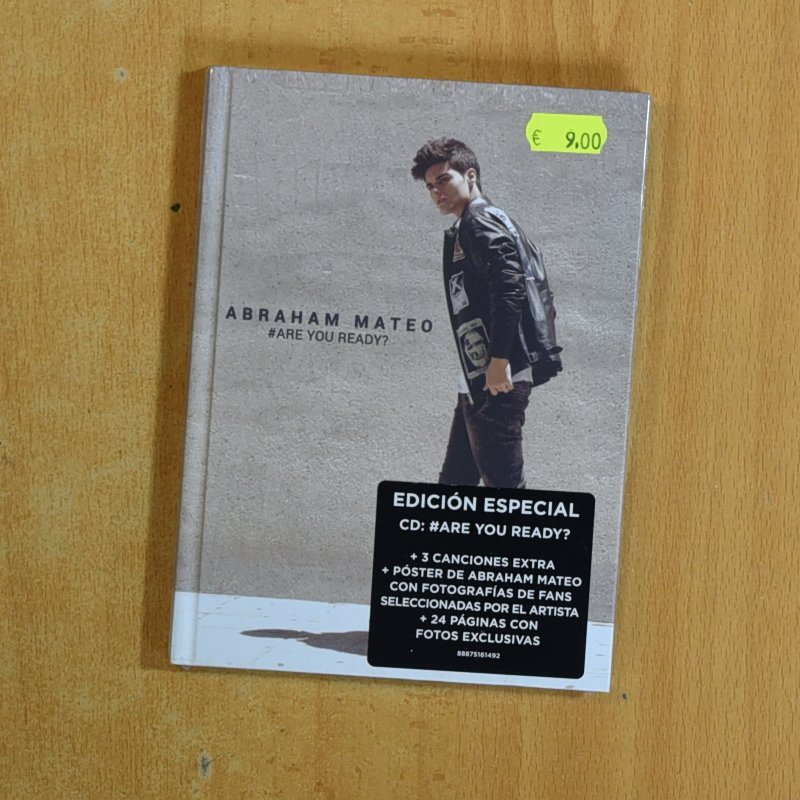 € 9,00
ABRAHAM MATEO
#ARE YOU READY?
EDICIÓN ESPECIAL
CD: #ARE YOU READY?
+ 3 CANCIONES EXTRA
+ PÓSTER DE ABRAHAM MATEO
CON FOTOGRAFÍAS DE FANS
SELECCIONADAS POR EL ARTISTA
+ 24 PÁGINAS CON
FOTOS EXCLUSIVAS
88875161492